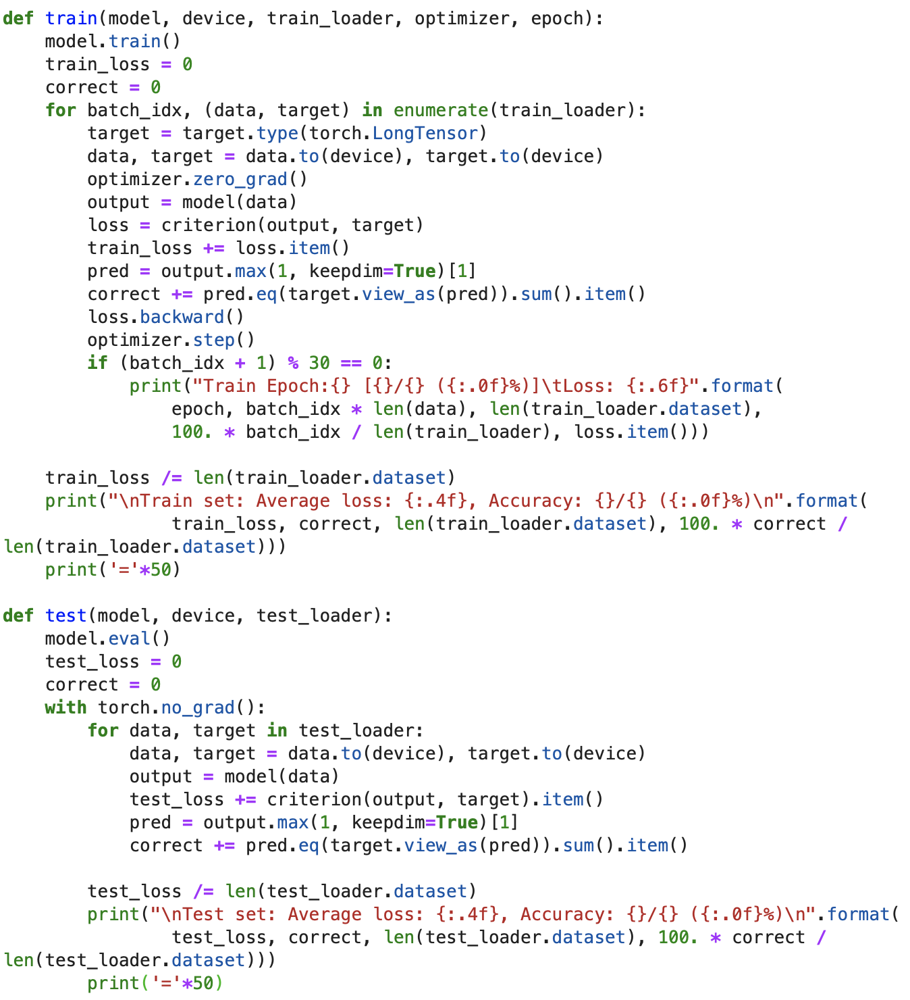 def train(model, device, train_loader, optimizer, epoch):
    model.train()
    train_loss = 0
    correct = 0
    for batch_idx, (data, target) in enumerate(train_loader):
        target = target.type(torch.LongTensor)
        data, target = data.to(device), target.to(device)
        optimizer.zero_grad()
        output = model(data)
        loss = criterion(output, target)
        train_loss += loss.item()
        pred = output.max(1, keepdim=True)[1]
        correct += pred.eq(target.view_as(pred)).sum().item()
        loss.backward()
        optimizer.step()
        if (batch_idx + 1) % 30 == 0:
            print("Train Epoch:{} [{}/{} ({:.0f}%)]\tLoss: {:.6f}".format(
                epoch, batch_idx * len(data), len(train_loader.dataset),
                100. * batch_idx / len(train_loader), loss.item()))

    train_loss /= len(train_loader.dataset)
    print("\nTrain set: Average loss: {:.4f}, Accuracy: {}/{} ({:.0f}%)\n".format(
                train_loss, correct, len(train_loader.dataset), 100. * correct /
len(train_loader.dataset)))
    print('='*50)

def test(model, device, test_loader):
    model.eval()
    test_loss = 0
    correct = 0
    with torch.no_grad():
        for data, target in test_loader:
            data, target = data.to(device), target.to(device)
            output = model(data)
            test_loss += criterion(output, target).item()
            pred = output.max(1, keepdim=True)[1]
            correct += pred.eq(target.view_as(pred)).sum().item()

        test_loss /= len(test_loader.dataset)
        print("\nTest set: Average loss: {:.4f}, Accuracy: {}/{} ({:.0f}%)\n".format(
                test_loss, correct, len(test_loader.dataset), 100. * correct /
len(test_loader.dataset)))
        print('='*50)